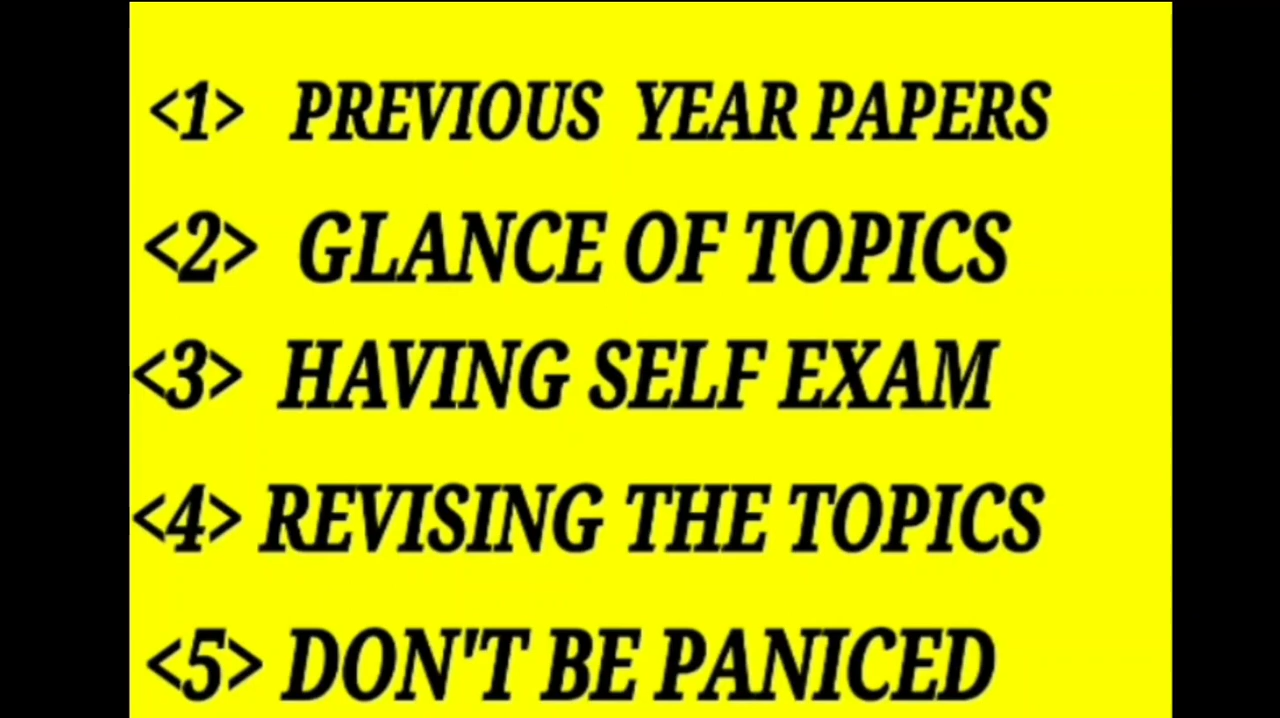 <1> PREVIOUS YEAR PAPERS
<2> GLANCE OF TOPICS
<3> HAVING SELF EXAM
<4> REVISING THE TOPICS
<5> DON'T BE PANICED